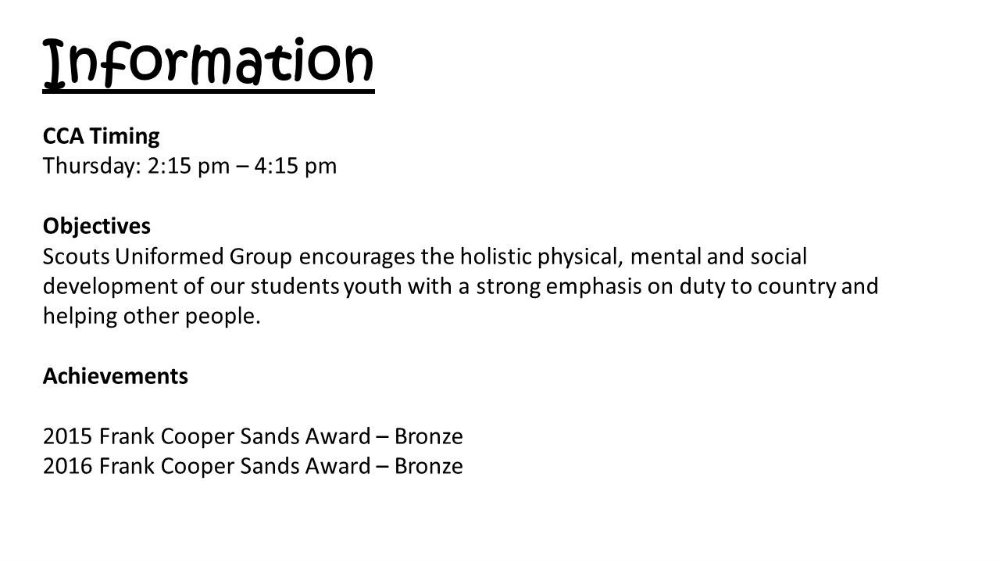 Information
CCA Timing
Thursday: 2:15 pm – 4:15 pm
Objectives
Scouts Uniformed Group encourages the holistic physical, mental and social
development of our students youth with a strong emphasis on duty to country and
helping other people.
Achievements
2015 Frank Cooper Sands Award – Bronze
2016 Frank Cooper Sands Award – Bronze